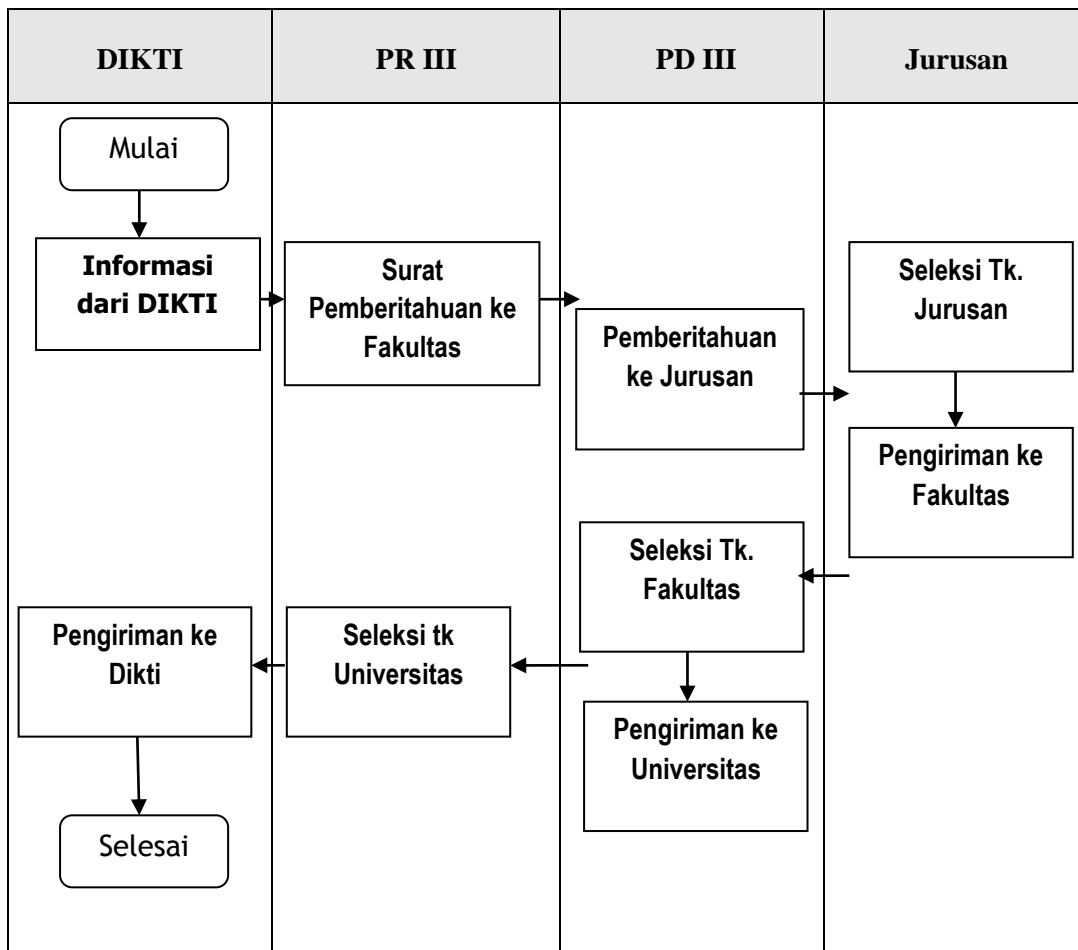 DIKTI
PR III
PD III
Jurusan
Mulai
Informasi
dari DIKTI
Surat
Pemberitahuan ke
Fakultas
Pemberitahuan
ke Jurusan
Seleksi Tk.
Jurusan
Pengiriman ke
Fakultas
Seleksi Tk.
Fakultas
Pengiriman ke
Universitas
Seleksi tk
Universitas
Pengiriman ke
Dikti
Selesai